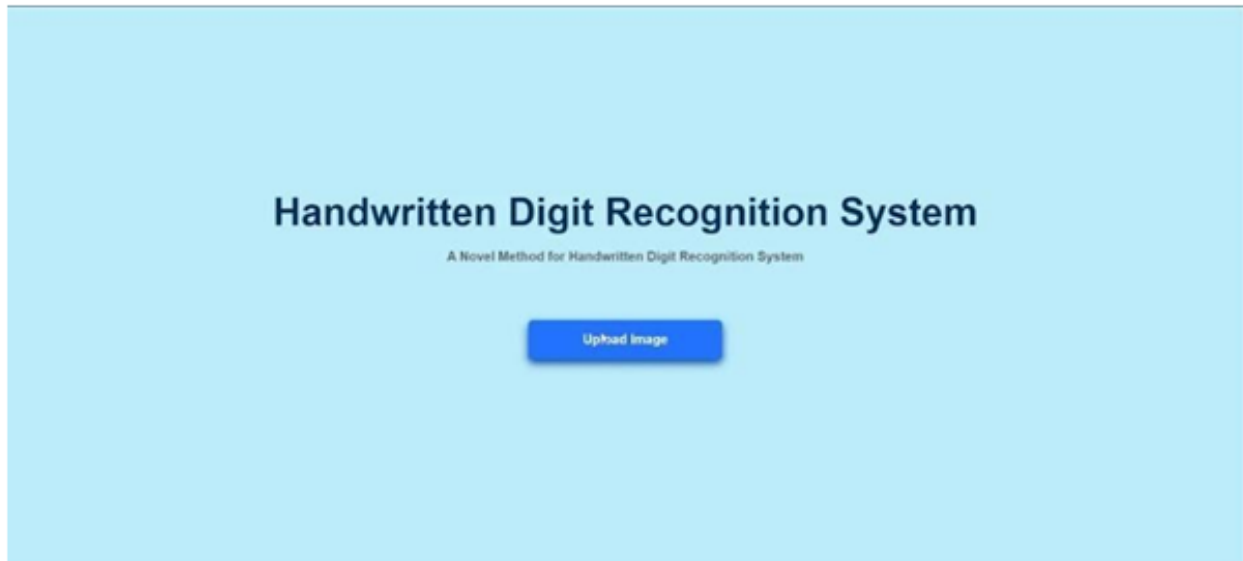 Handwritten Digit Recognition System
A Novel Method for Handwritten Digit Recognition System
Upload Image